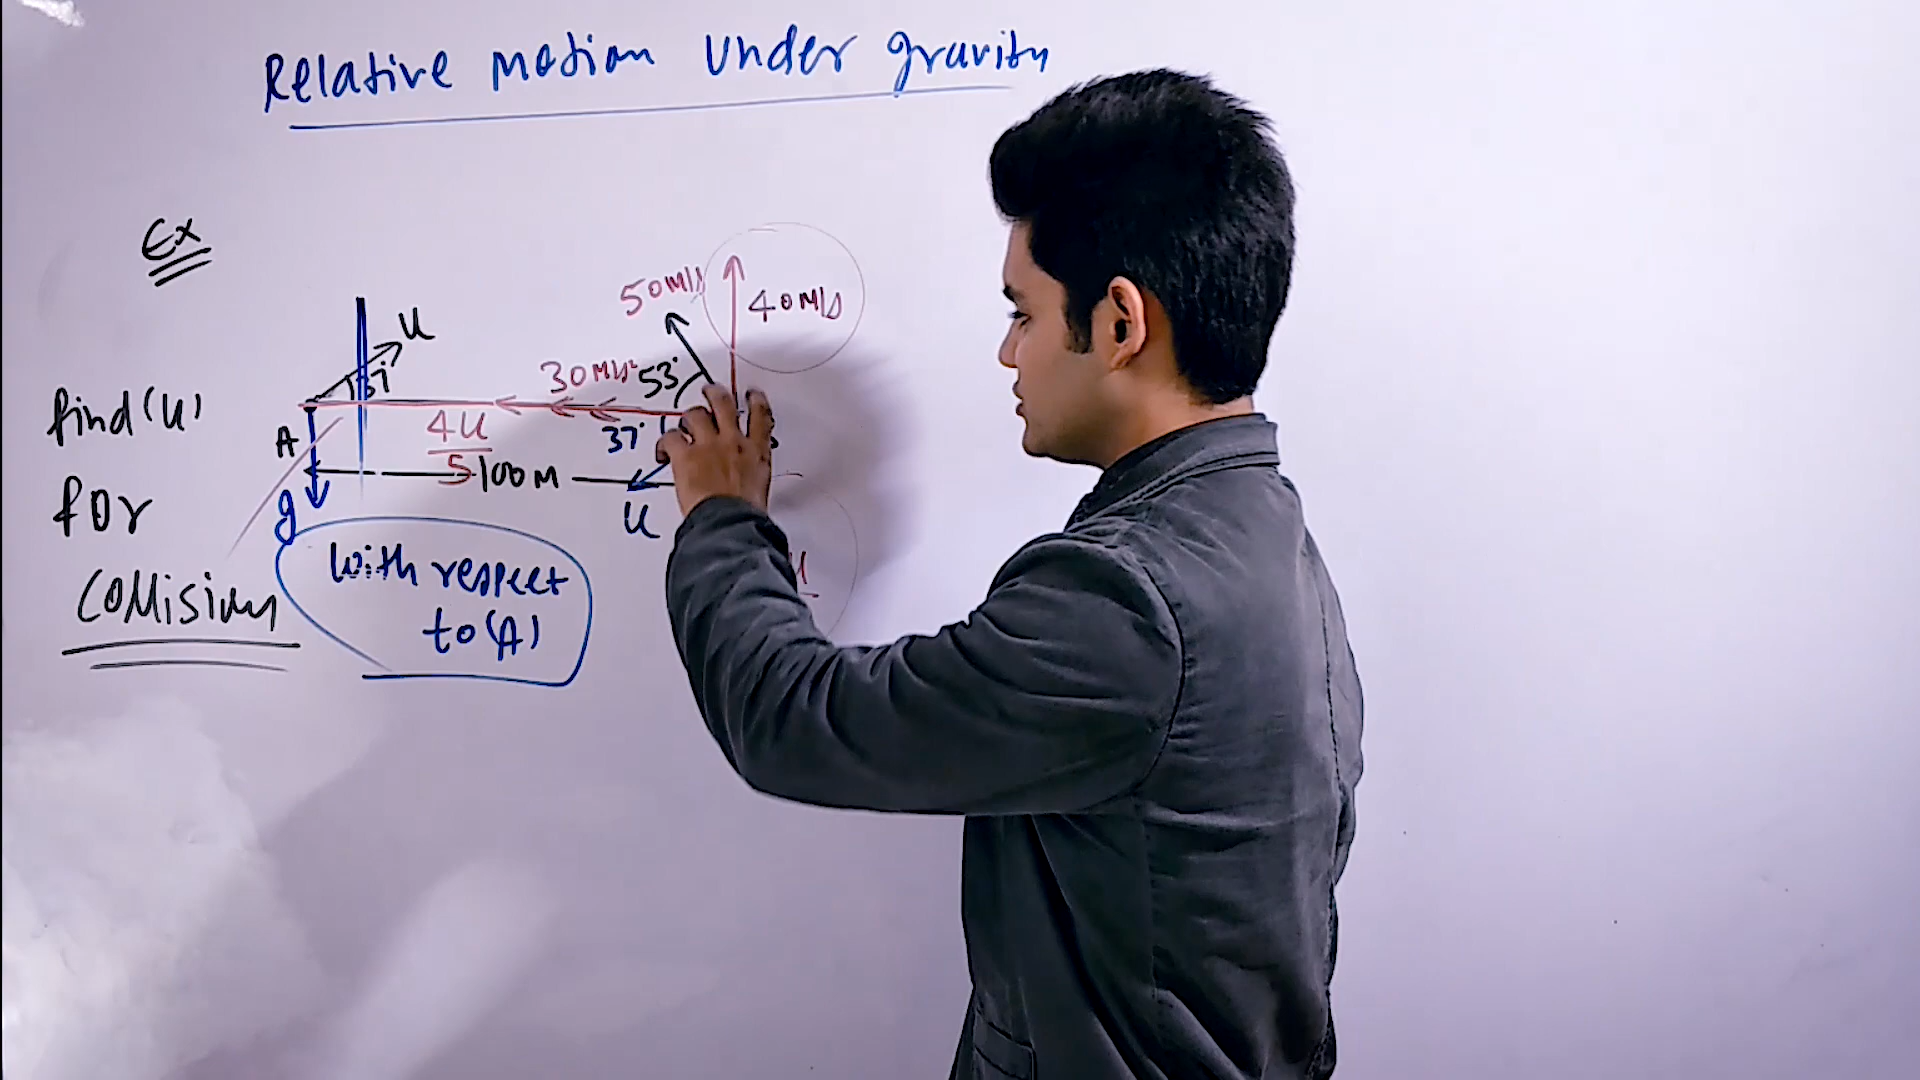 Relative motion under gravity
Ex
50M/s
40M/s
u
37°
30M/s²
53°
find (u)
A
4u
5
37°
100M
g
u
for
collision
With respect
to (A)